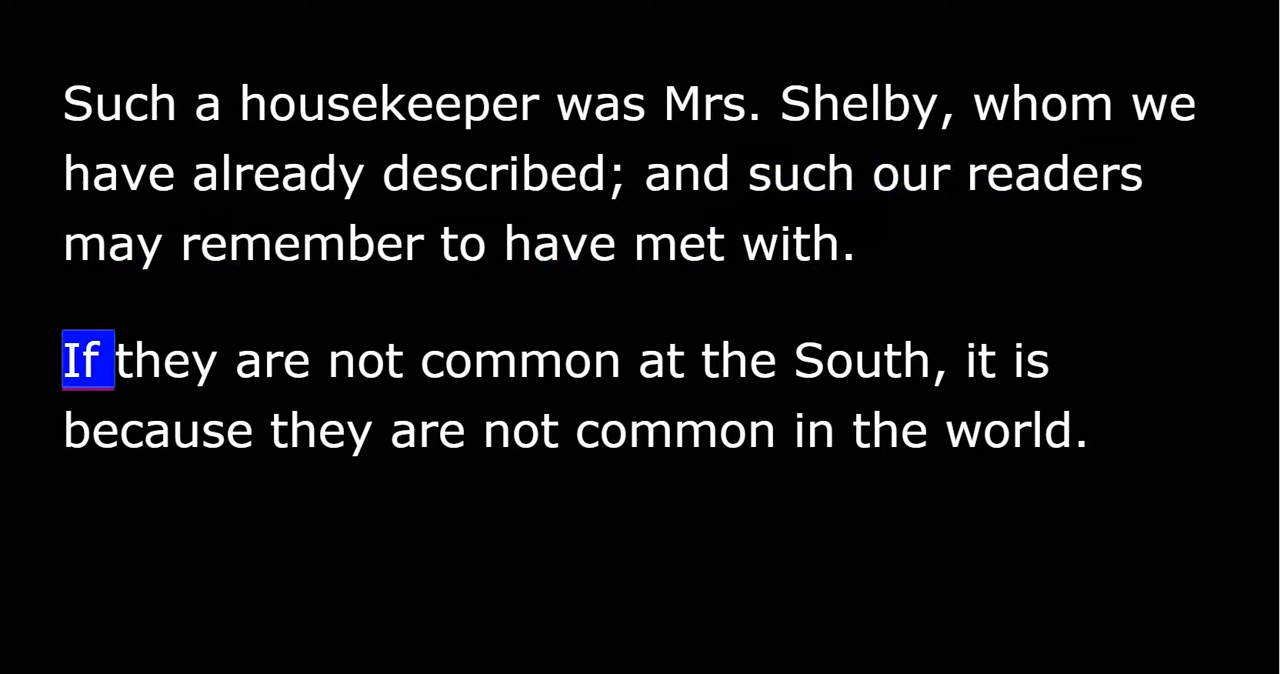 Such a housekeeper was Mrs. Shelby, whom we
have already described; and such our readers
may remember to have met with.
If they are not common at the South, it is
because they are not common in the world.